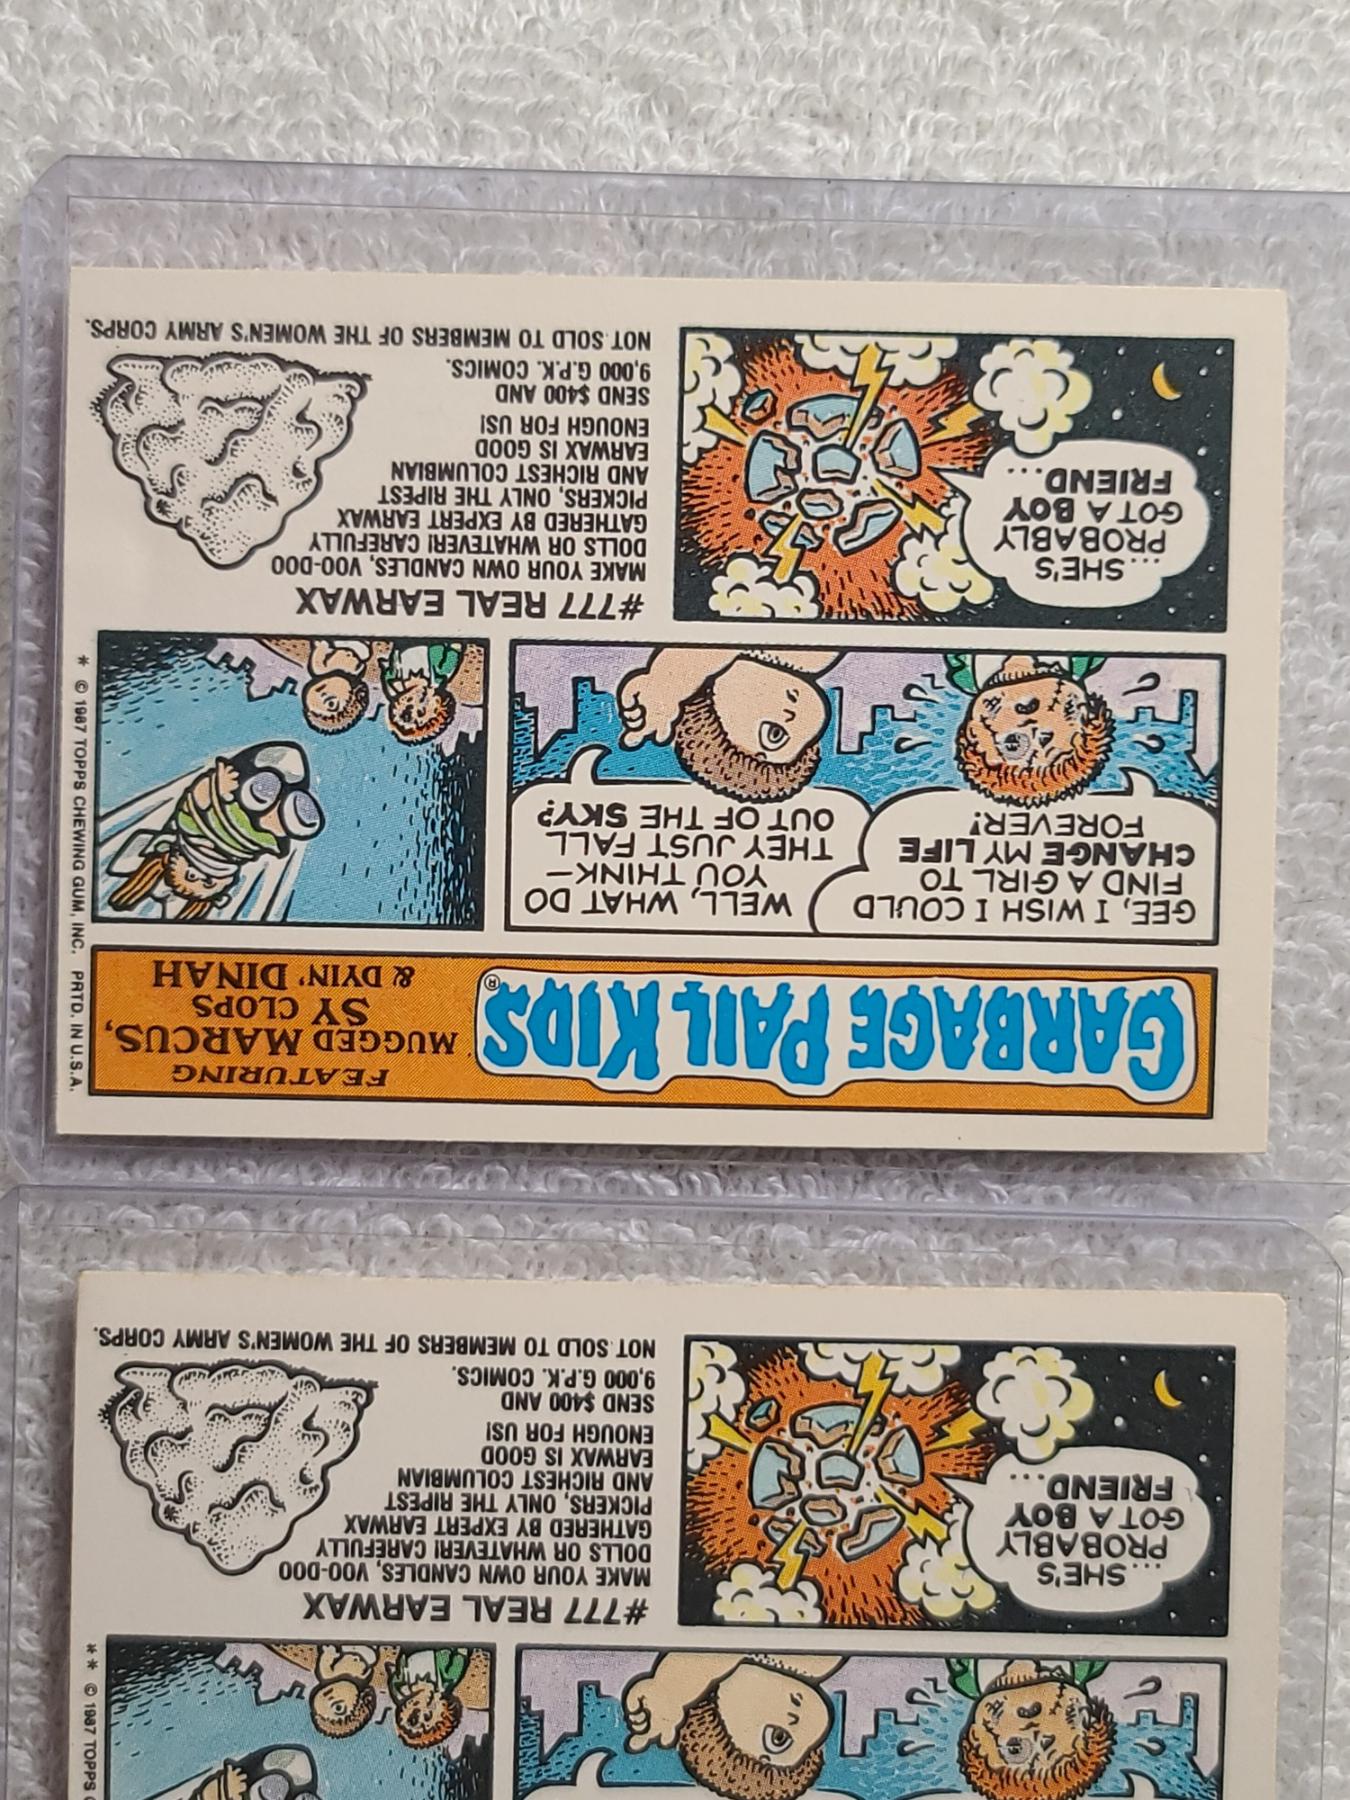 GARBAGE PAIL KIDS®
FEATURING
MUGGED MARCUS,
SY CLOPS
& DYIN' DINAH
GEE, I WISH I COULD
FIND A GIRL TO
CHANGE MY LIFE
FOREVER!
WELL, WHAT DO
YOU THINK—
THEY JUST FALL
OUT OF THE SKY?
...SHE'S
PROBABLY
GOT A BOY
FRIEND...
#777 REAL EARWAX
MAKE YOUR OWN CANDLES, VOO-DOO
DOLLS OR WHATEVER! CAREFULLY
GATHERED BY EXPERT EARWAX
PICKERS, ONLY THE RIPEST
AND RICHEST COLUMBIAN
EARWAX IS GOOD
ENOUGH FOR US!
SEND $400 AND
9,000 G.P.K. COMICS.
NOT SOLD TO MEMBERS OF THE WOMEN'S ARMY CORPS.
* © 1987 TOPPS CHEWING GUM, INC. PRTD. IN U.S.A.
...SHE'S
PROBABLY
GOT A BOY
FRIEND...
#777 REAL EARWAX
MAKE YOUR OWN CANDLES, VOO-DOO
DOLLS OR WHATEVER! CAREFULLY
GATHERED BY EXPERT EARWAX
PICKERS, ONLY THE RIPEST
AND RICHEST COLUMBIAN
EARWAX IS GOOD
ENOUGH FOR US!
SEND $400 AND
9,000 G.P.K. COMICS.
NOT SOLD TO MEMBERS OF THE WOMEN'S ARMY CORPS.
** © 1987 TOPPS